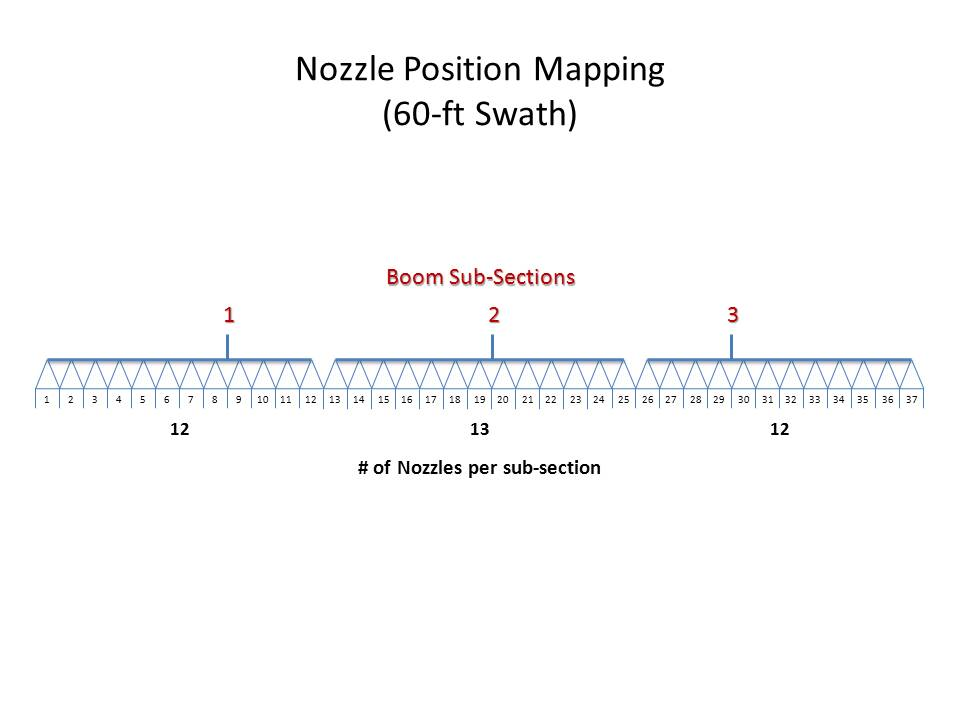 Nozzle Position Mapping
(60-ft Swath)
Boom Sub-Sections
1 2 3
1 2 3 4 5 6 7 8 9 10 11 12 13 14 15 16 17 18 19 20 21 22 23 24 25 26 27 28 29 30 31 32 33 34 35 36 37
12 13 12
# of Nozzles per sub-section